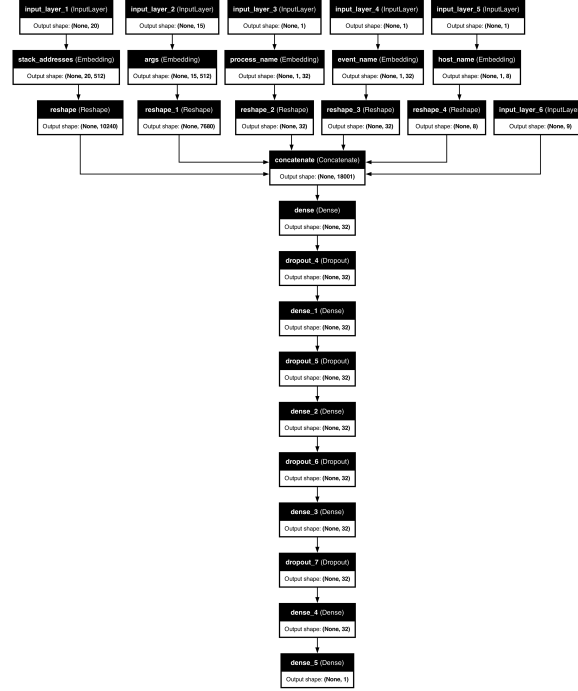 input_layer_1 (InputLayer)
Output shape: (None, 20)
input_layer_2 (InputLayer)
Output shape: (None, 15)
input_layer_3 (InputLayer)
Output shape: (None, 1)
input_layer_4 (InputLayer)
Output shape: (None, 1)
input_layer_5 (InputLayer)
Output shape: (None, 1)
stack_addresses (Embedding)
Output shape: (None, 20, 512)
args (Embedding)
Output shape: (None, 15, 512)
process_name (Embedding)
Output shape: (None, 1, 32)
event_name (Embedding)
Output shape: (None, 1, 32)
host_name (Embedding)
Output shape: (None, 1, 8)
reshape (Reshape)
Output shape: (None, 10240)
reshape_1 (Reshape)
Output shape: (None, 7680)
reshape_2 (Reshape)
Output shape: (None, 32)
reshape_3 (Reshape)
Output shape: (None, 32)
reshape_4 (Reshape)
Output shape: (None, 8)
input_layer_6 (InputLaye
Output shape: (None, 9)
concatenate (Concatenate)
Output shape: (None, 18001)
dense (Dense)
Output shape: (None, 32)
dropout_4 (Dropout)
Output shape: (None, 32)
dense_1 (Dense)
Output shape: (None, 32)
dropout_5 (Dropout)
Output shape: (None, 32)
dense_2 (Dense)
Output shape: (None, 32)
dropout_6 (Dropout)
Output shape: (None, 32)
dense_3 (Dense)
Output shape: (None, 32)
dropout_7 (Dropout)
Output shape: (None, 32)
dense_4 (Dense)
Output shape: (None, 32)
dense_5 (Dense)
Output shape: (None, 1)